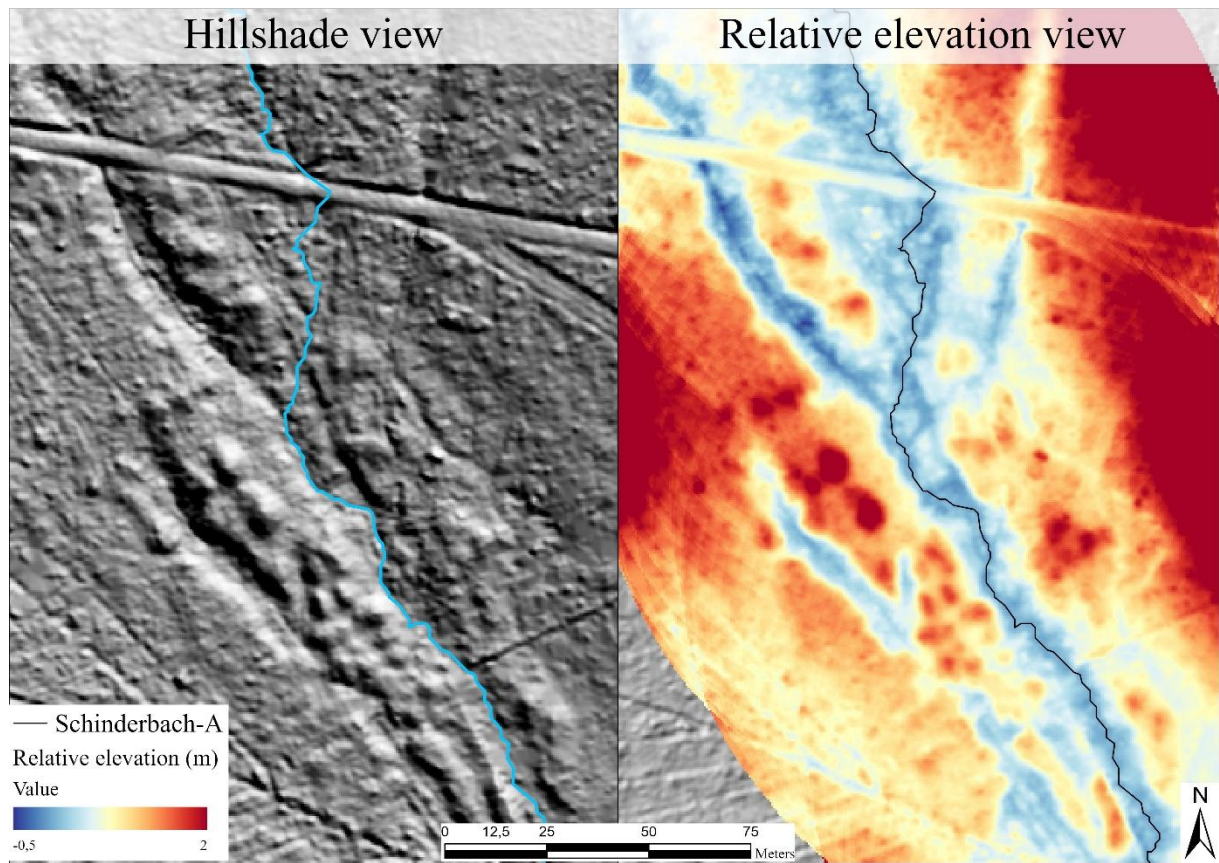 Hillshade view
Relative elevation view
Schinderbach-A
Relative elevation (m)
Value
-0,5 2
0 12,5 25 50 75
Meters
N